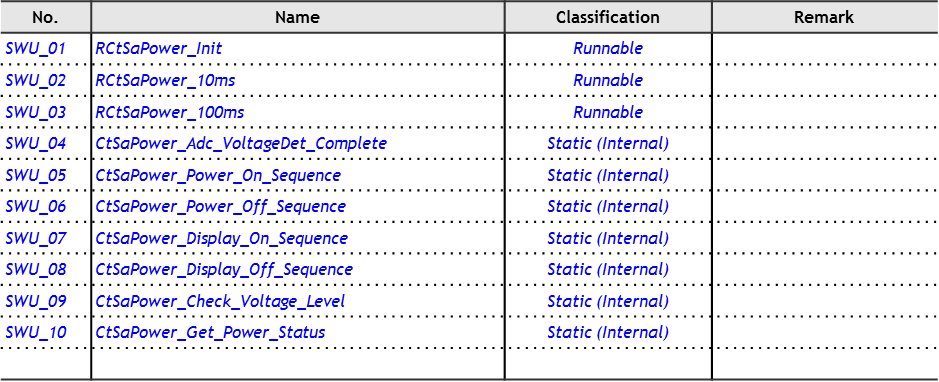 No. Name Classification Remark
SWU_01 RCtSaPower_Init Runnable
SWU_02 RCtSaPower_10ms Runnable
SWU_03 RCtSaPower_100ms Runnable
SWU_04 CtSaPower_Adc_VoltageDet_Complete Static (Internal)
SWU_05 CtSaPower_Power_On_Sequence Static (Internal)
SWU_06 CtSaPower_Power_Off_Sequence Static (Internal)
SWU_07 CtSaPower_Display_On_Sequence Static (Internal)
SWU_08 CtSaPower_Display_Off_Sequence Static (Internal)
SWU_09 CtSaPower_Check_Voltage_Level Static (Internal)
SWU_10 CtSaPower_Get_Power_Status Static (Internal)